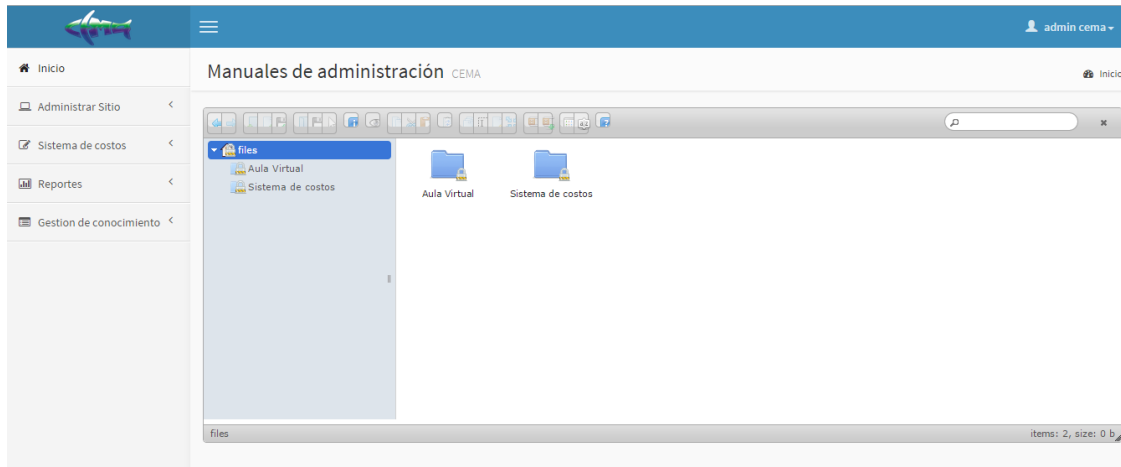 admin cema
Inicio
Administrar Sitio
Sistema de costos
Reportes
Gestion de conocimiento
Manuales de administración CEMA
Inicio
files
Aula Virtual
Sistema de costos
Aula Virtual
Sistema de costos
files
items: 2, size: 0 b